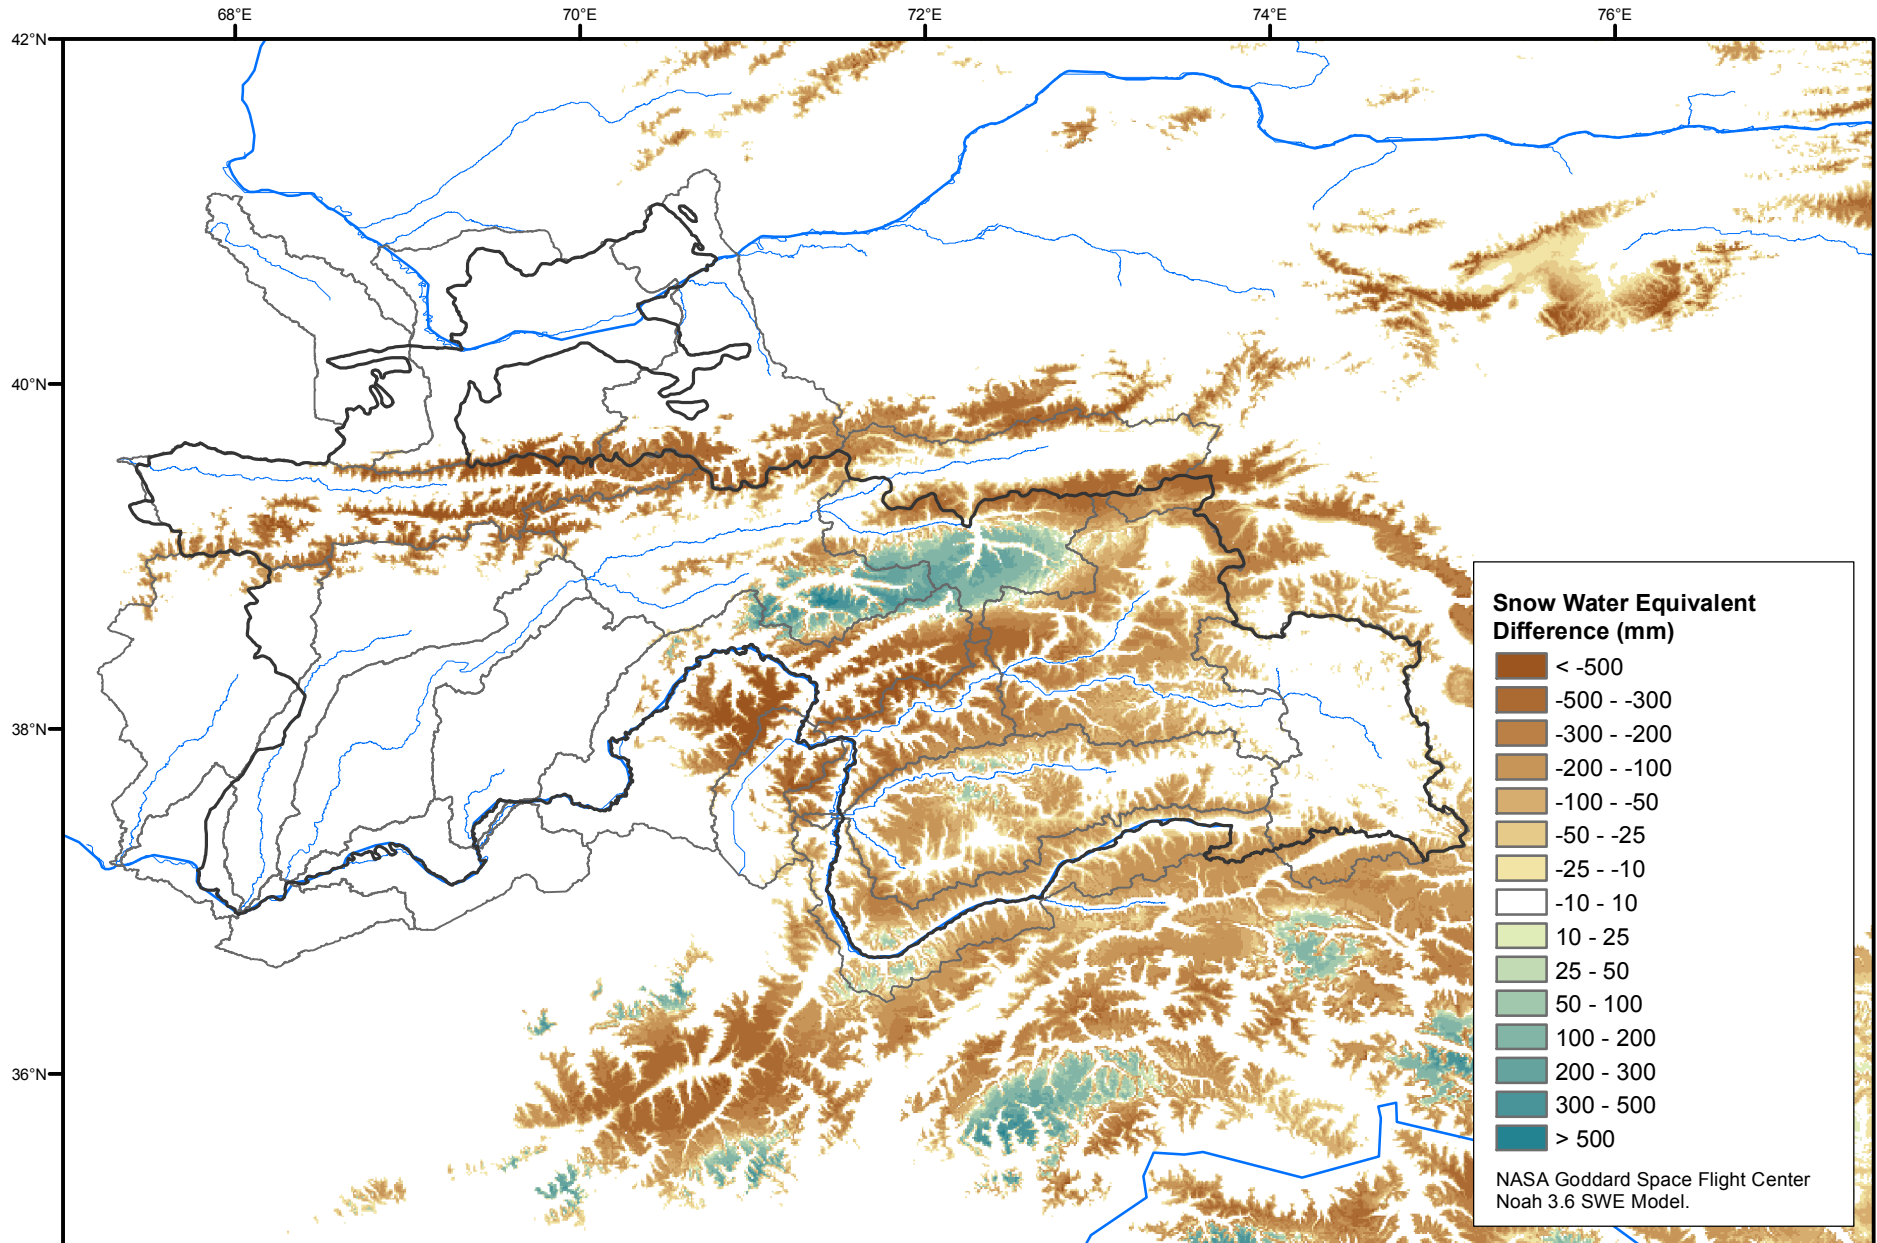 68°E 70°E 72°E 74°E 76°E
42°N
40°N
38°N
36°N
Snow Water Equivalent
Difference (mm)
< -500
-500 - -300
-300 - -200
-200 - -100
-100 - -50
-50 - -25
-25 - -10
-10 - 10
10 - 25
25 - 50
50 - 100
100 - 200
200 - 300
300 - 500
> 500
NASA Goddard Space Flight Center
Noah 3.6 SWE Model.